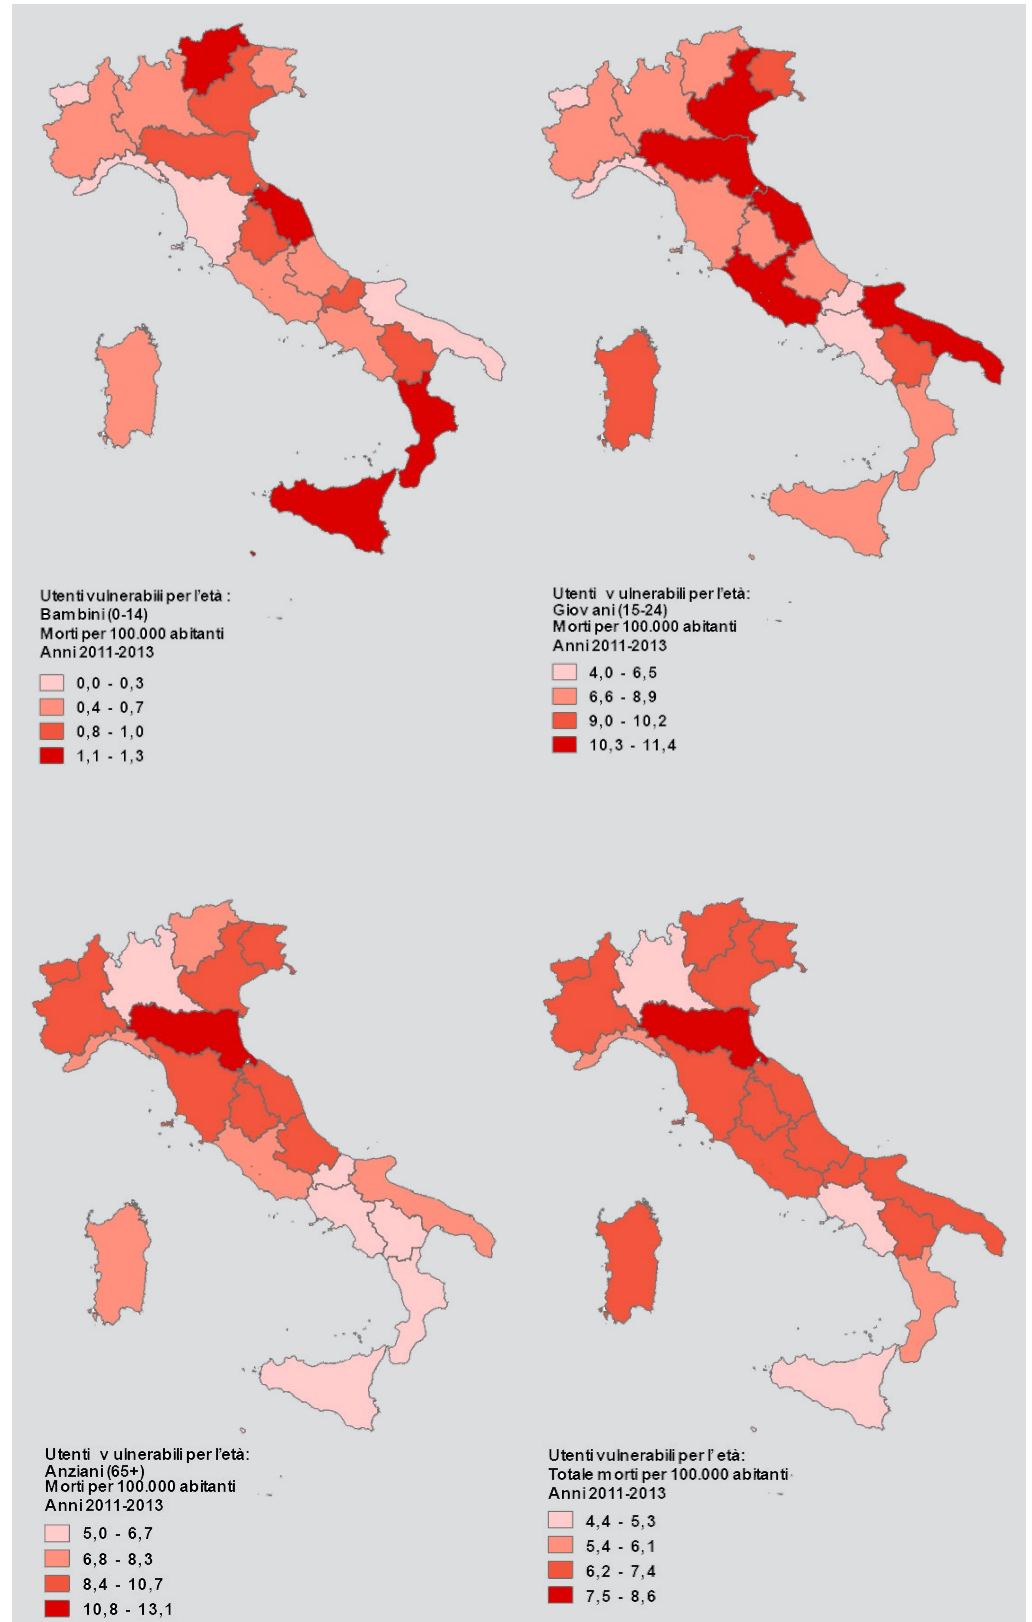 Utenti vulnerabili per l'età :
Bambini (0-14)
Morti per 100.000 abitanti
Anni 2011-2013
0,0 - 0,3
0,4 - 0,7
0,8 - 1,0
1,1 - 1,3
Utenti v ulnerabili per l'età:
Giov ani (15-24)
Morti per 100.000 abitanti
Anni 2011-2013
4,0 - 6,5
6,6 - 8,9
9,0 - 10,2
10,3 - 11,4
Utenti v ulnerabili per l'età:
Anziani (65+)
Morti per 100.000 abitanti
Anni 2011-2013
5,0 - 6,7
6,8 - 8,3
8,4 - 10,7
10,8 - 13,1
Utenti vulnerabili per l' età:
Totale morti per 100.000 abitanti
Anni 2011-2013
4,4 - 5,3
5,4 - 6,1
6,2 - 7,4
7,5 - 8,6